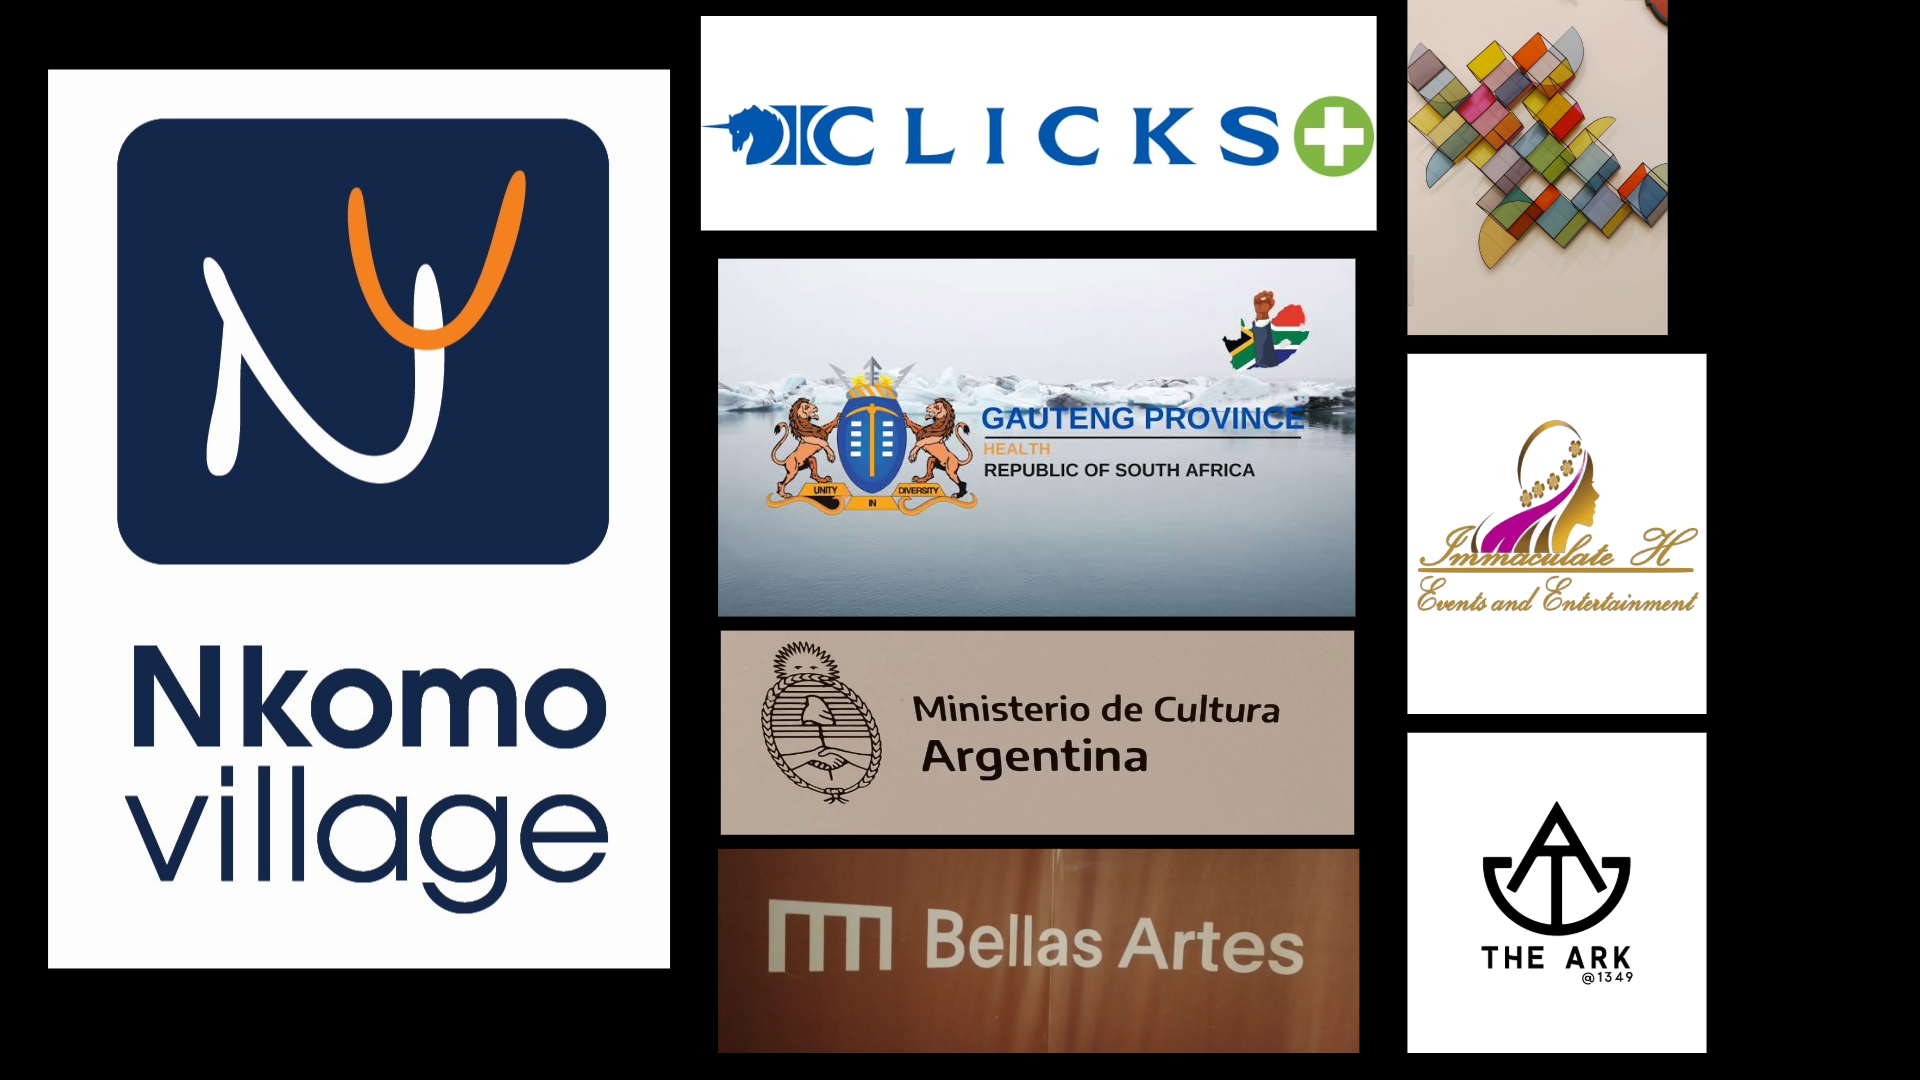 Nkomo
village
CLICKS
GAUTENG PROVINCE
HEALTH
REPUBLIC OF SOUTH AFRICA
UNITY
IN
DIVERSITY
Ministerio de Cultura
Argentina
Bellas Artes
Immaculate H
Events and Entertainment
THE ARK
@1349